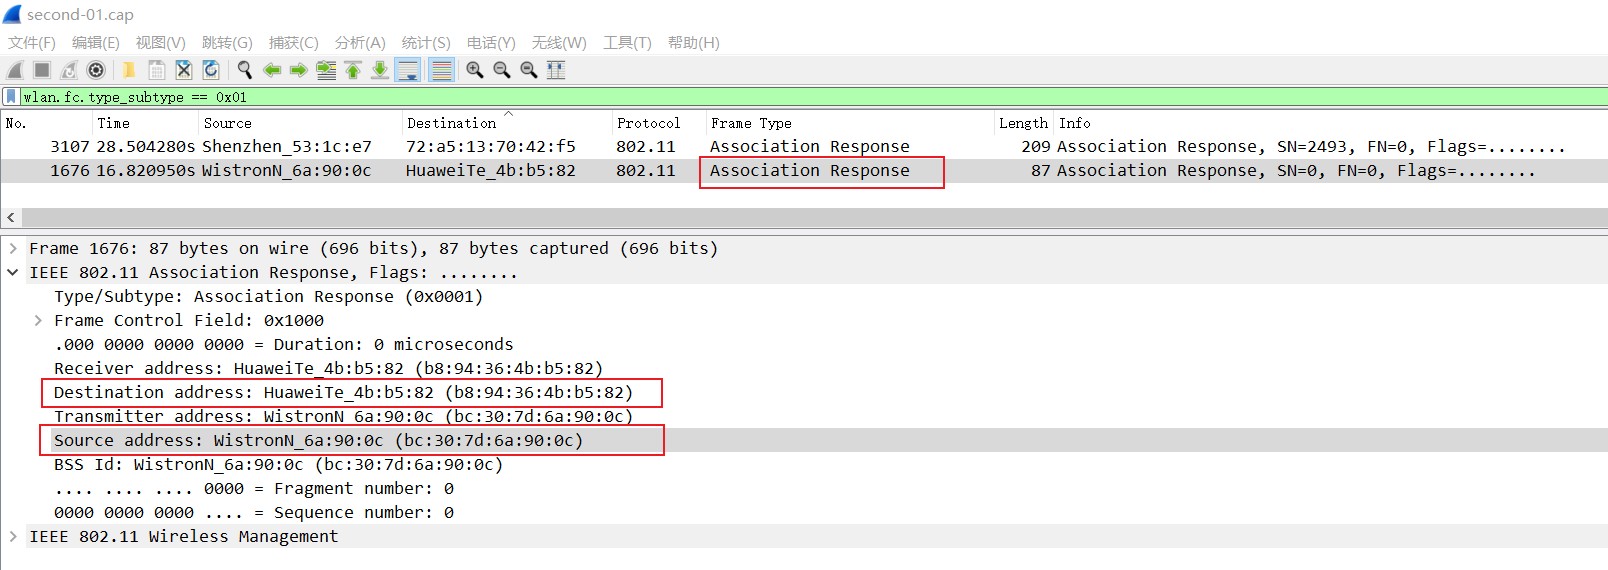 second-01.cap
文件(F) 编辑(E) 视图(V) 跳转(G) 捕获(C) 分析(A) 统计(S) 电话(Y) 无线(W) 工具(T) 帮助(H)
wlan.fc.type_subtype == 0x01
No. Time Source Destination Protocol Frame Type Length Info
3107 28.504280s Shenzhen_53:1c:e7 72:a5:13:70:42:f5 802.11 Association Response 209 Association Response, SN=2493, FN=0, Flags=........
1676 16.820950s WistronN_6a:90:0c HuaweiTe_4b:b5:82 802.11 Association Response 87 Association Response, SN=0, FN=0, Flags=........
Frame 1676: 87 bytes on wire (696 bits), 87 bytes captured (696 bits)
IEEE 802.11 Association Response, Flags: ........
Type/Subtype: Association Response (0x0001)
Frame Control Field: 0x1000
.000 0000 0000 0000 = Duration: 0 microseconds
Receiver address: HuaweiTe_4b:b5:82 (b8:94:36:4b:b5:82)
Destination address: HuaweiTe_4b:b5:82 (b8:94:36:4b:b5:82)
Transmitter address: WistronN_6a:90:0c (bc:30:7d:6a:90:0c)
Source address: WistronN_6a:90:0c (bc:30:7d:6a:90:0c)
BSS Id: WistronN_6a:90:0c (bc:30:7d:6a:90:0c)
.... .... .... 0000 = Fragment number: 0
0000 0000 0000 .... = Sequence number: 0
IEEE 802.11 Wireless Management